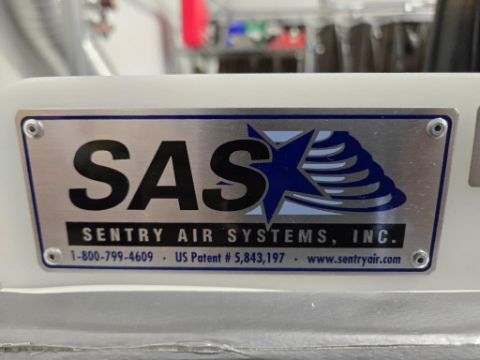 SAS
SENTRY AIR SYSTEMS, INC.
1-800-799-4609 · US Patent # 5,843,197 · www.sentryair.com